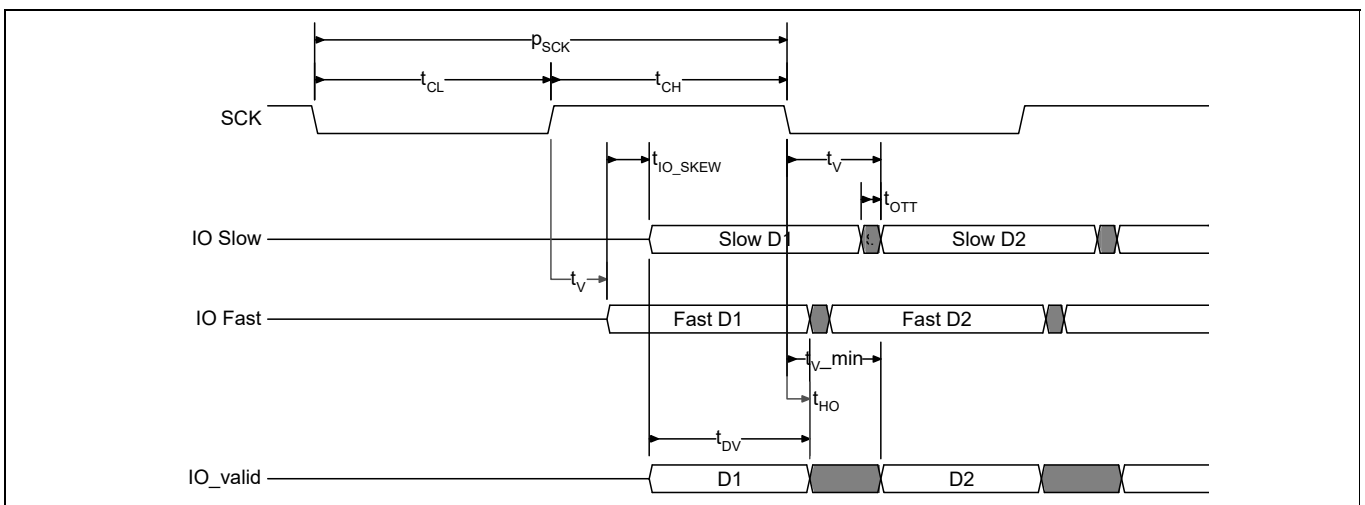 pSCK
tCL
tCH
SCK
tIO_SKEW
tV
tOTT
IO Slow
Slow D1
Slow D2
tV
IO Fast
Fast D1
Fast D2
tV_min
tHO
tDV
IO_valid
D1
D2